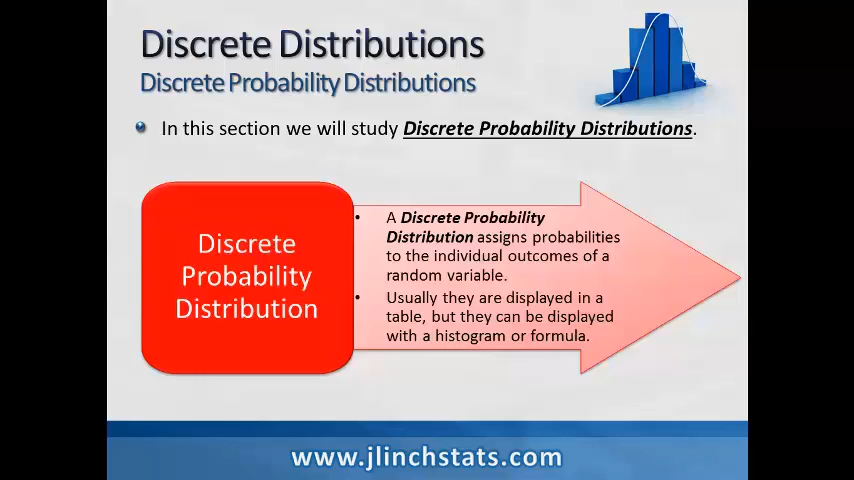 Discrete Distributions
Discrete Probability Distributions
In this section we will study Discrete Probability Distributions.
Discrete
Probability
Distribution
• A Discrete Probability
Distribution assigns probabilities
to the individual outcomes of a
random variable.
• Usually they are displayed in a
table, but they can be displayed
with a histogram or formula.
www.jlinchstats.com